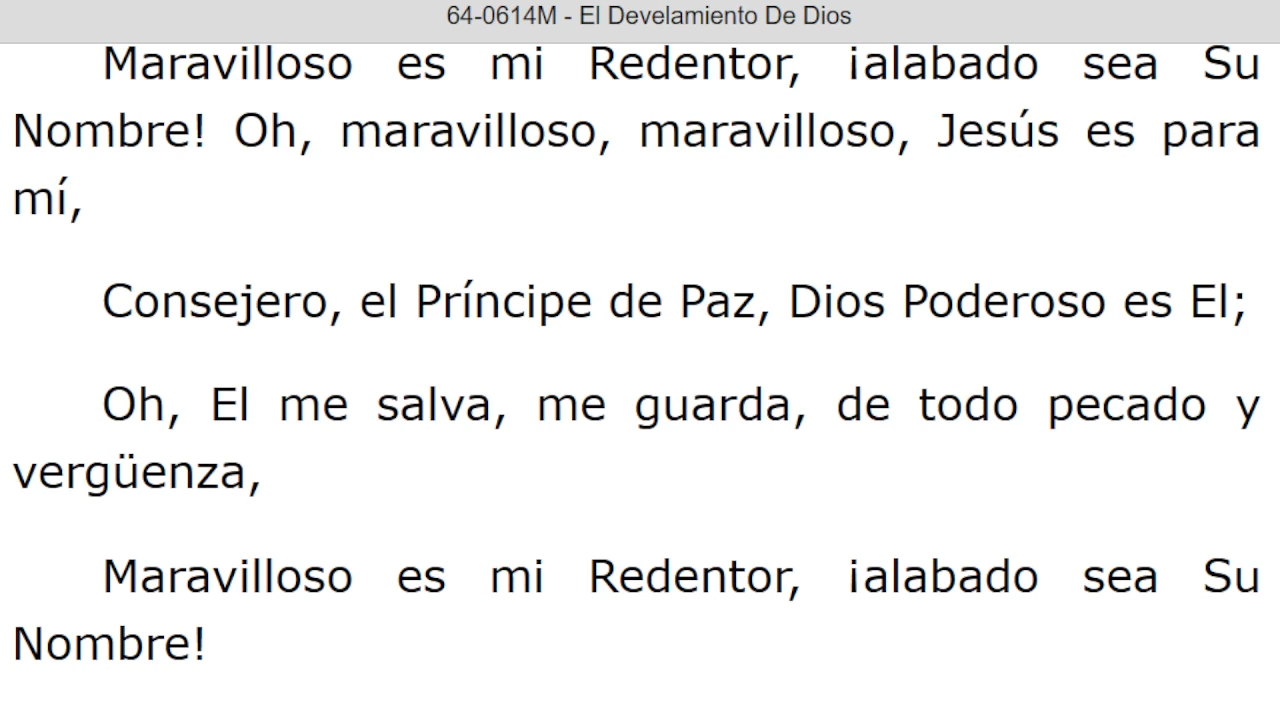 64-0614M - El Develamiento De Dios
Maravilloso es mi Redentor, ¡alabado sea Su
Nombre! Oh, maravilloso, maravilloso, Jesús es para
mí,
Consejero, el Príncipe de Paz, Dios Poderoso es El;
Oh, El me salva, me guarda, de todo pecado y
vergüenza,
Maravilloso es mi Redentor, ¡alabado sea Su
Nombre!